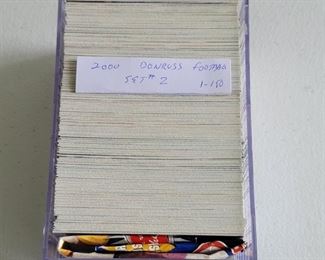 2000 DONRUSS FOOTBALL
SET # 2 1-150